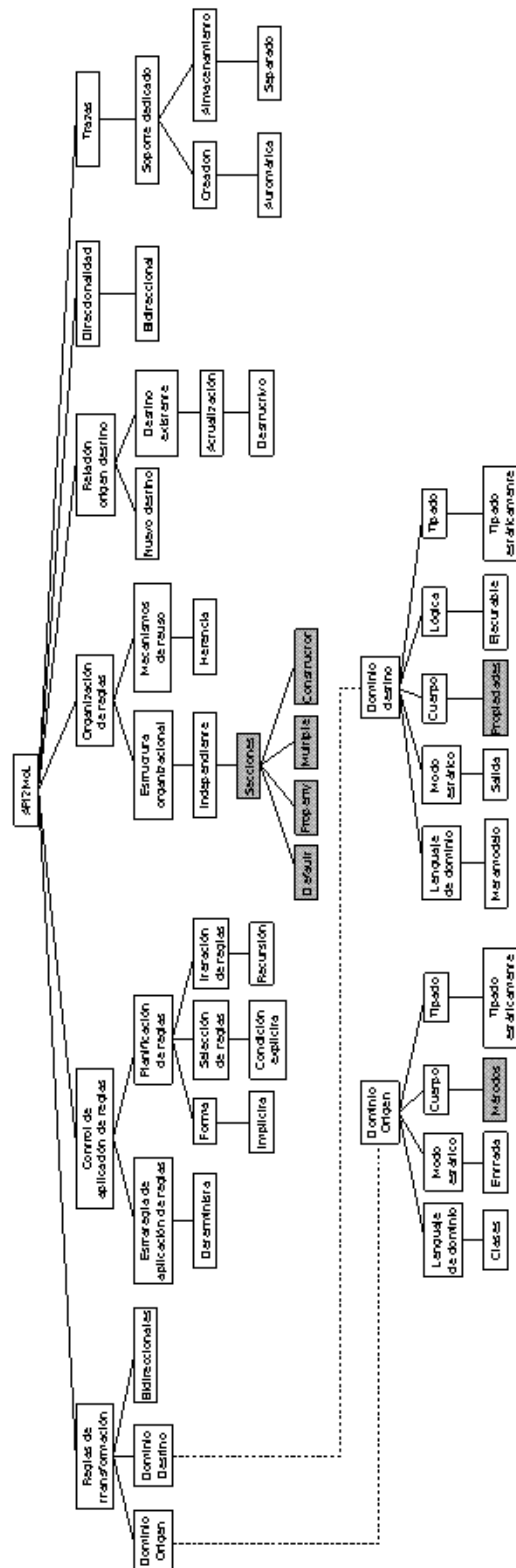 API2MoL
Reglas de
transformación
Control de
aplicación de reglas
Organización
de reglas
Relación
origen destino
Direccionalidad
Trazas
Dominio
Origen
Dominio
Destino
Bidireccionales
Estrategia de
aplicación de reglas
Planificación
de reglas
Estructura
organizacional
Mecanismos
de reuso
Nuevo destino
Destino
existente
Bidireccional
Soporte dedicado
Determinista
Forma
Selección
de reglas
Iteración
de reglas
Independiente
Herencia
Actualización
Creación
Almacenamiento
Implícita
Condición
explícita
Recursión
Secciones
Destructivo
Automática
Separado
Default
Property
Multiple
Constructor
Dominio
Origen
Dominio
destino
Lenguaje
de dominio
Modo
estático
Cuerpo
Tipado
Lenguaje
de dominio
Modo
estático
Cuerpo
Lógica
Tipado
Clases
Entrada
Métodos
Tipado
estáticamente
Metamodelo
Salida
Propiedades
Ejecutable
Tipado
estáticamente